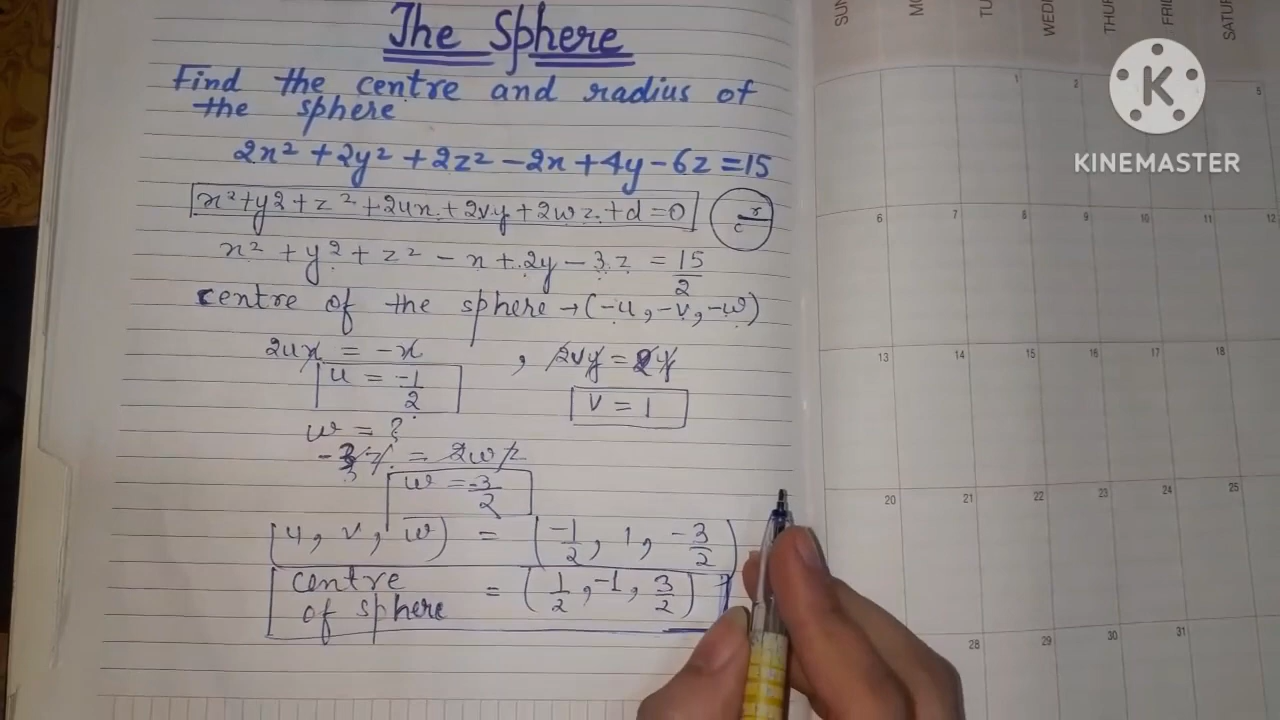 The Sphere
Find the centre and radius of
the sphere
2x² + 2y² + 2z² - 2x + 4y - 6z = 15
x² + y² + z² + 2ux + 2vy + 2wz + d = 0
r
c
x² + y² + z² - x + 2y - 3z = 15/2
centre of the sphere → (-u, -v, -w)
2ux = -x , 2vy = 2y
u = -1/2
v = 1
w = ?
-3z = 2wz
w = -3/2
(u, v, w) = (-1/2, 1, -3/2)
centre
of sphere = (1/2, -1, 3/2)
SUN
MO
TU
WED
THUR
FRI
SATUR
1 2 5
6 7 8 9 10 11 12
13 14 15 16 17 18
20 21 22 23 24 25
28 29 30 31
K
KINEMASTER